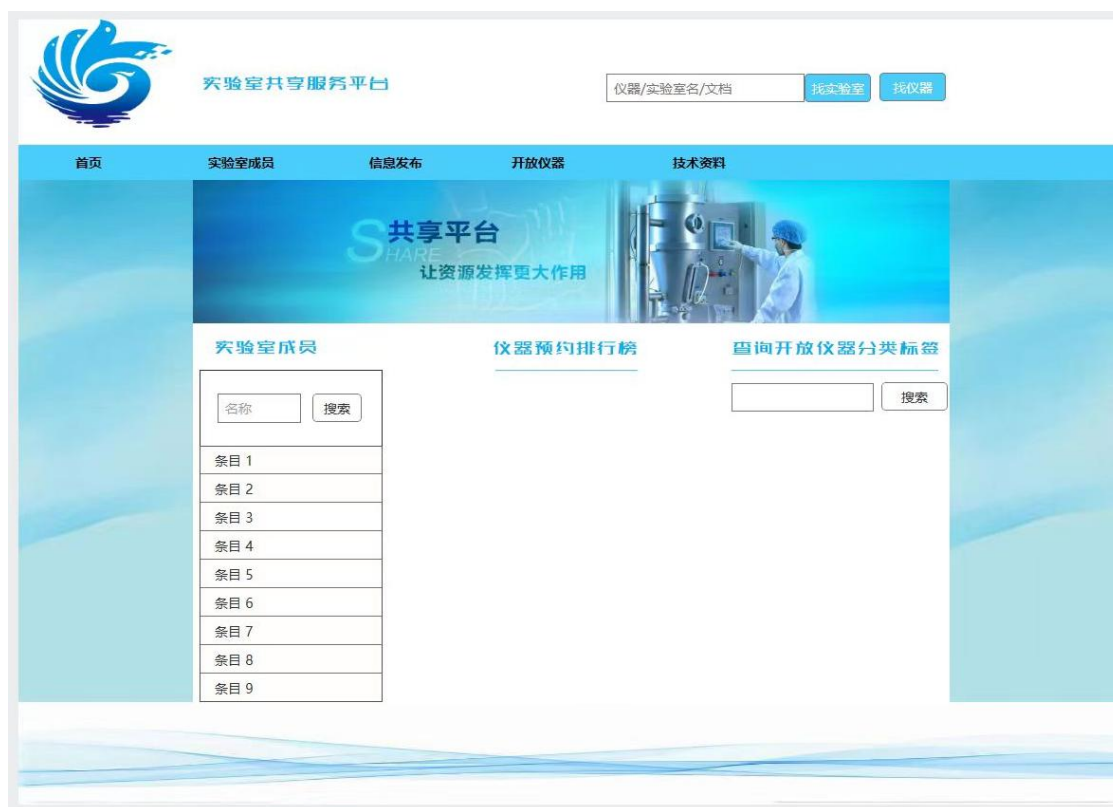 实验室共享服务平台
仪器/实验室名/文档
找实验室
找仪器
首页
实验室成员
信息发布
开放仪器
技术资料
共享平台
SHARE
让资源发挥更大作用
实验室成员
名称
搜索
条目 1
条目 2
条目 3
条目 4
条目 5
条目 6
条目 7
条目 8
条目 9
仪器预约排行榜
查询开放仪器分类标签
搜索